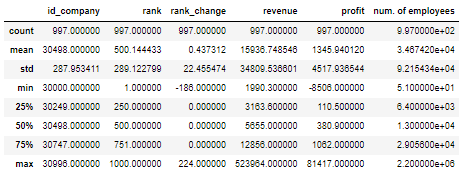 id_company rank rank_change revenue profit num. of employees
count 997.000000 997.000000 997.000000 997.000000 997.000000 9.970000e+02
mean 30498.000000 500.144433 0.437312 15936.748546 1345.940120 3.467420e+04
std 287.953411 289.122799 22.455474 34809.536601 4517.936544 9.215434e+04
min 30000.000000 1.000000 -186.000000 1990.300000 -8506.000000 5.100000e+01
25% 30249.000000 250.000000 0.000000 3163.600000 110.500000 6.400000e+03
50% 30498.000000 500.000000 0.000000 5655.000000 380.900000 1.300000e+04
75% 30747.000000 751.000000 0.000000 12856.000000 1062.000000 2.905600e+04
max 30996.000000 1000.000000 224.000000 523964.000000 81417.000000 2.200000e+06